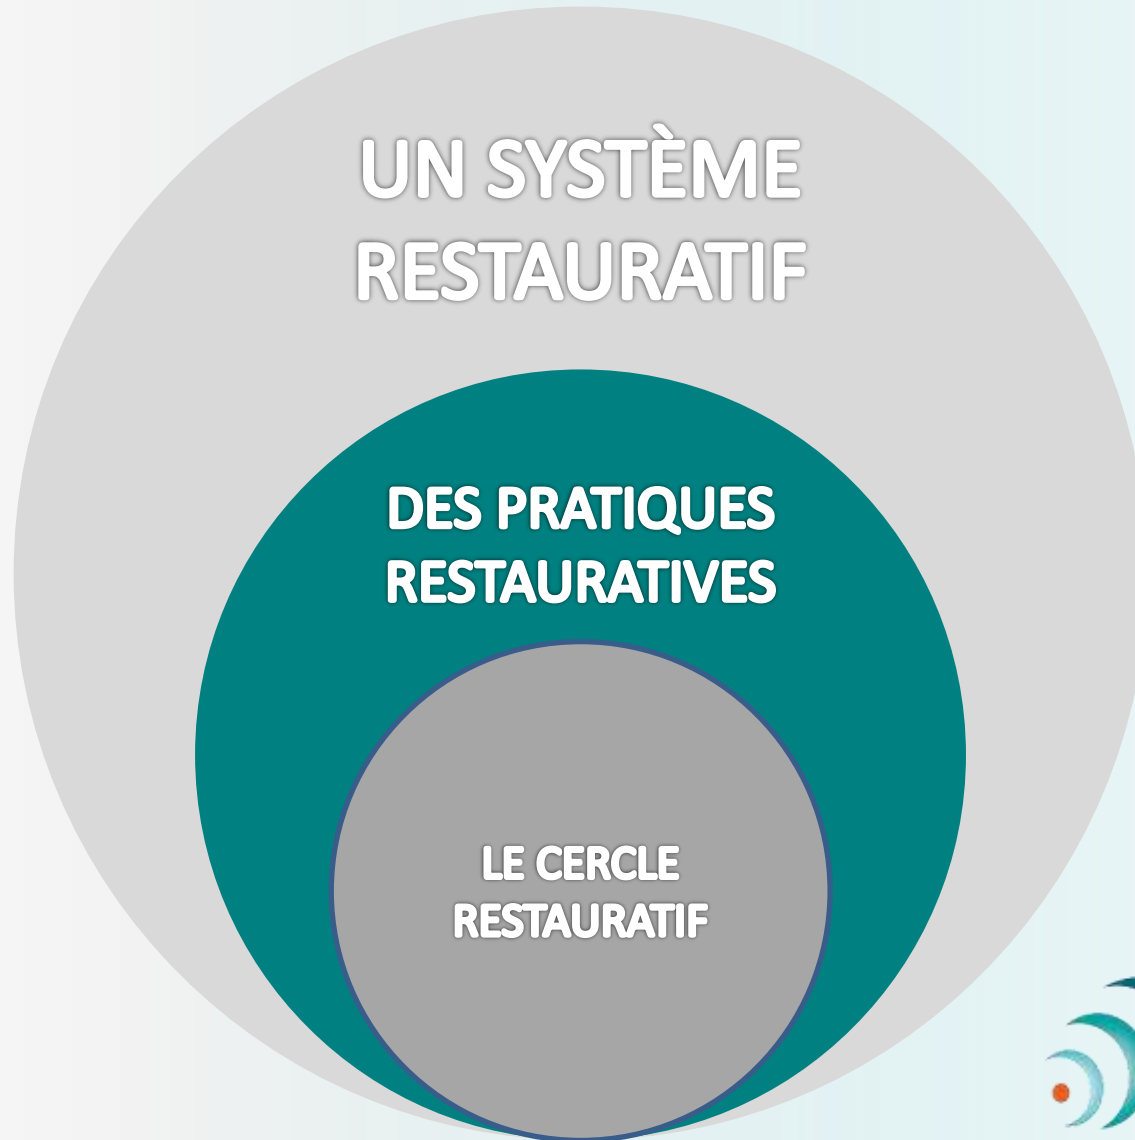 UN SYSTÈME
RESTAURATIF
DES PRATIQUES
RESTAURATIVES
LE CERCLE
RESTAURATIF